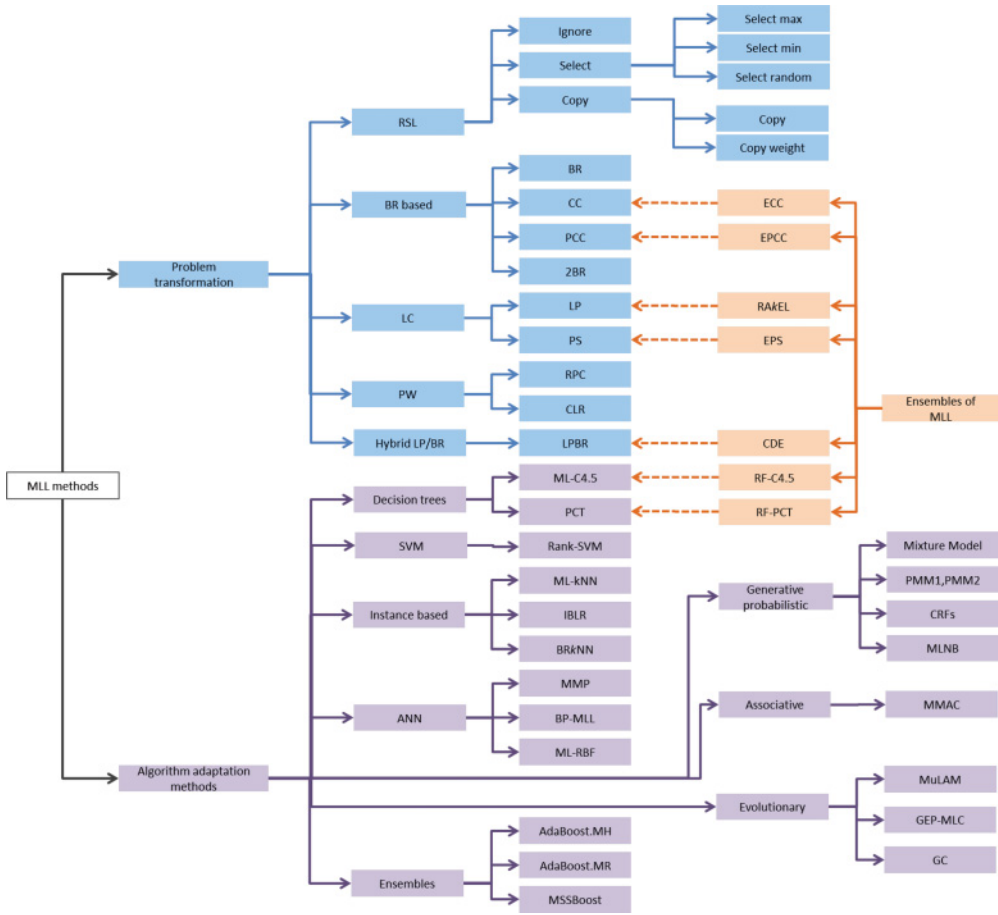 Ignore
Select
Copy
Select max
Select min
Select random
Copy
Copy weight
RSL
BR based
BR
CC
PCC
2BR
ECC
EPCC
Problem
transformation
LC
LP
PS
RAkEL
EPS
PW
RPC
CLR
Ensembles of
MLL
Hybrid LP/BR
LPBR
CDE
MLL methods
Decision trees
ML-C4.5
PCT
RF-C4.5
RF-PCT
SVM
Rank-SVM
Instance based
ML-kNN
IBLR
BRkNN
Generative
probabilistic
Mixture Model
PMM1,PMM2
CRFs
MLNB
ANN
MMP
BP-MLL
ML-RBF
Associative
MMAC
Algorithm adaptation
methods
Evolutionary
MuLAM
GEP-MLC
GC
Ensembles
AdaBoost.MH
AdaBoost.MR
MSSBoost